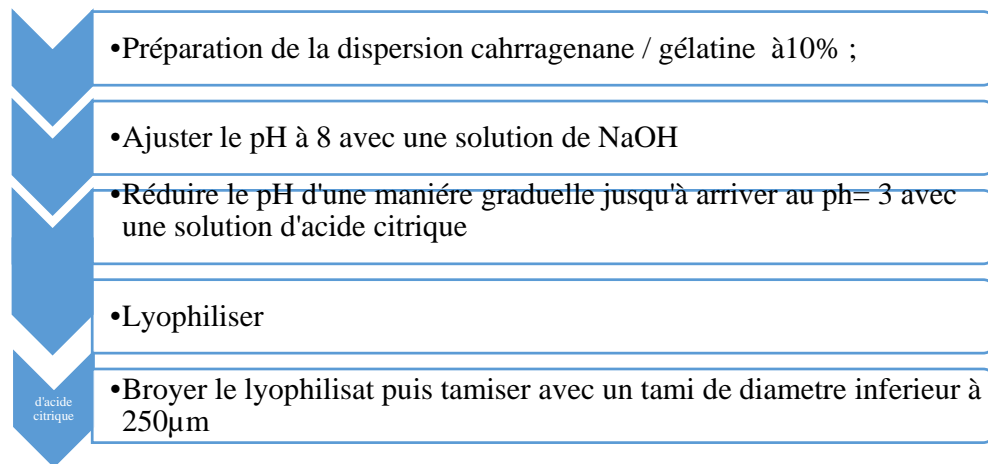 •Préparation de la dispersion cahrragenane / gélatine à10% ;
•Ajuster le pH à 8 avec une solution de NaOH
•Réduire le pH d'une maniére graduelle jusqu'à arriver au ph= 3 avec
une solution d'acide citrique
•Lyophiliser
d'acide
citrique
•Broyer le lyophilisat puis tamiser avec un tami de diametre inferieur à
250µm